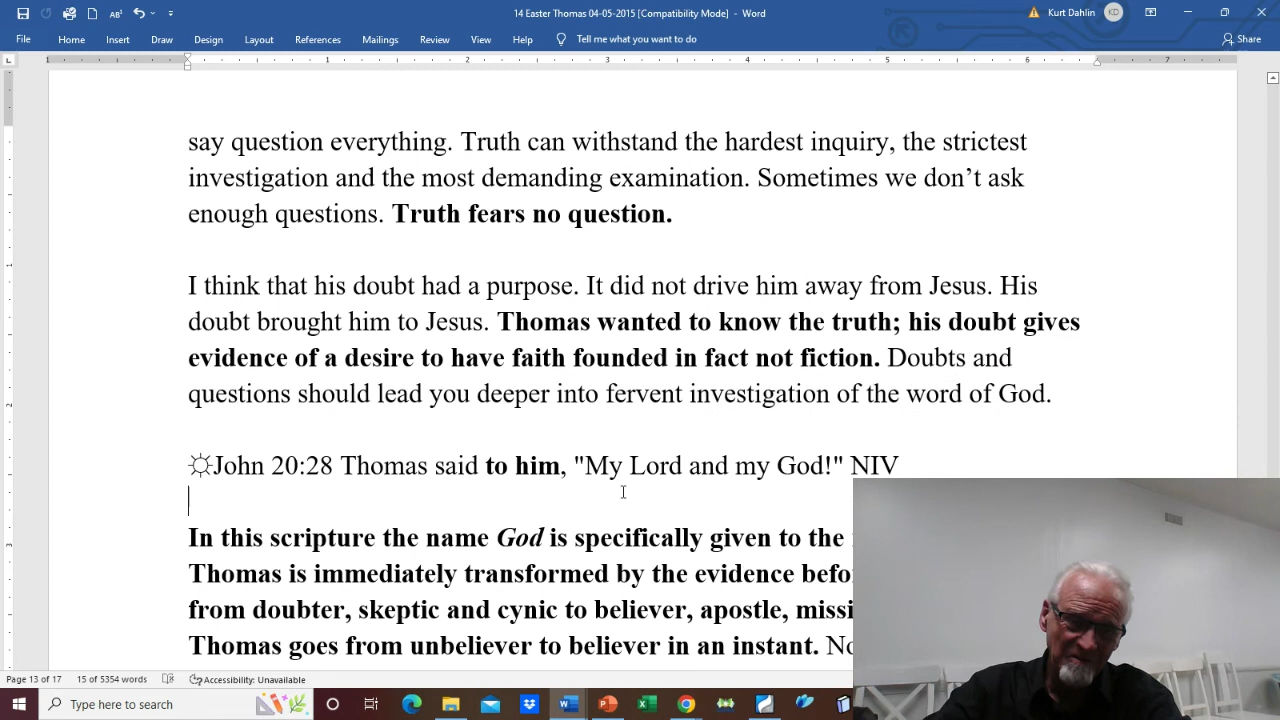 14 Easter Thomas 04-05-2015 [Compatibility Mode] - Word
Kurt Dahlin
KD
File Home Insert Draw Design Layout References Mailings Review View Help Tell me what you want to do Share
1 1 2 3 4 5 6 7
say question everything. Truth can withstand the hardest inquiry, the strictest
investigation and the most demanding examination. Sometimes we don’t ask
enough questions. Truth fears no question.
I think that his doubt had a purpose. It did not drive him away from Jesus. His
doubt brought him to Jesus. Thomas wanted to know the truth; his doubt gives
evidence of a desire to have faith founded in fact not fiction. Doubts and
questions should lead you deeper into fervent investigation of the word of God.
☼John 20:28 Thomas said to him, "My Lord and my God!" NIV
In this scripture the name God is specifically given to the
Thomas is immediately transformed by the evidence befo
from doubter, skeptic and cynic to believer, apostle, missi
Thomas goes from unbeliever to believer in an instant. No
Page 13 of 17 15 of 5354 words Accessibility: Unavailable
Type here to search